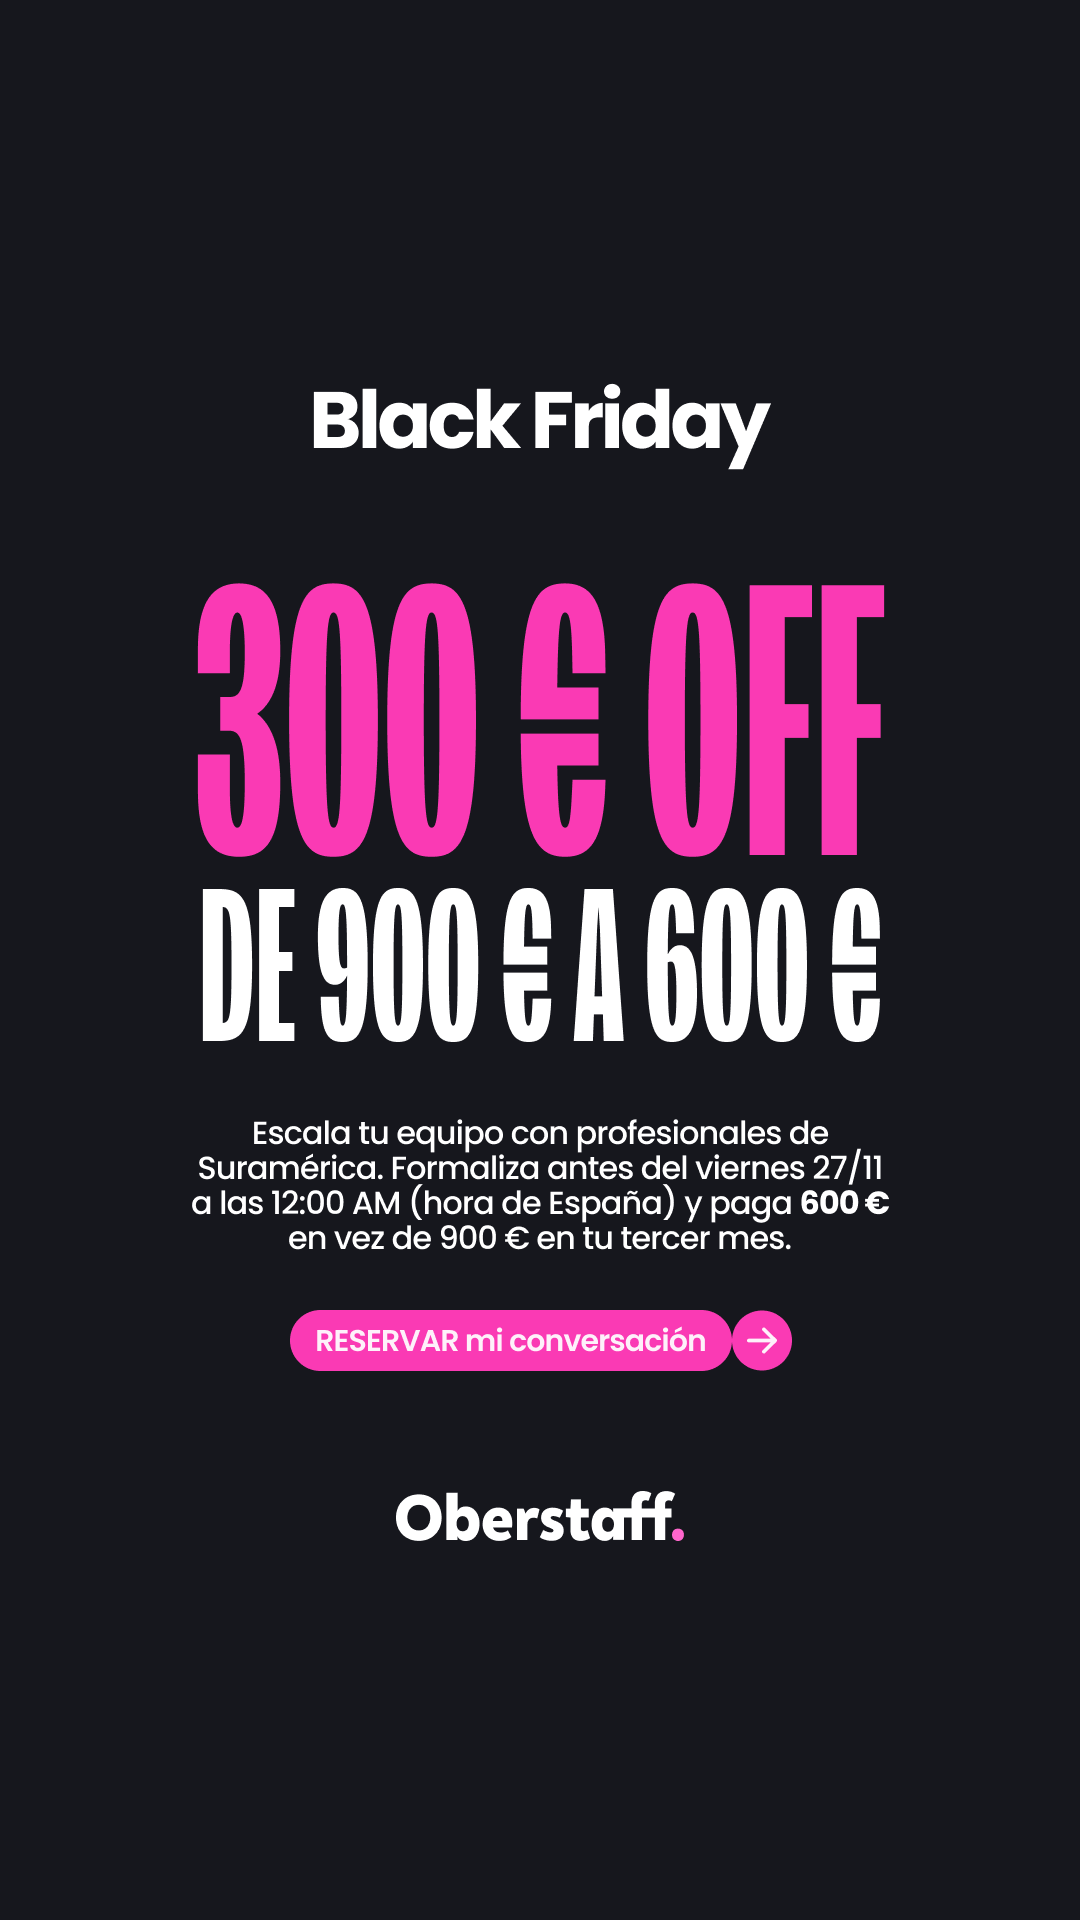 Black Friday
300 € OFF
DE 900 € A 600 €
Escala tu equipo con profesionales de
Suramérica. Formaliza antes del viernes 27/11
a las 12:00 AM (hora de España) y paga 600 €
en vez de 900 € en tu tercer mes.
RESERVAR mi conversación
Oberstaff.